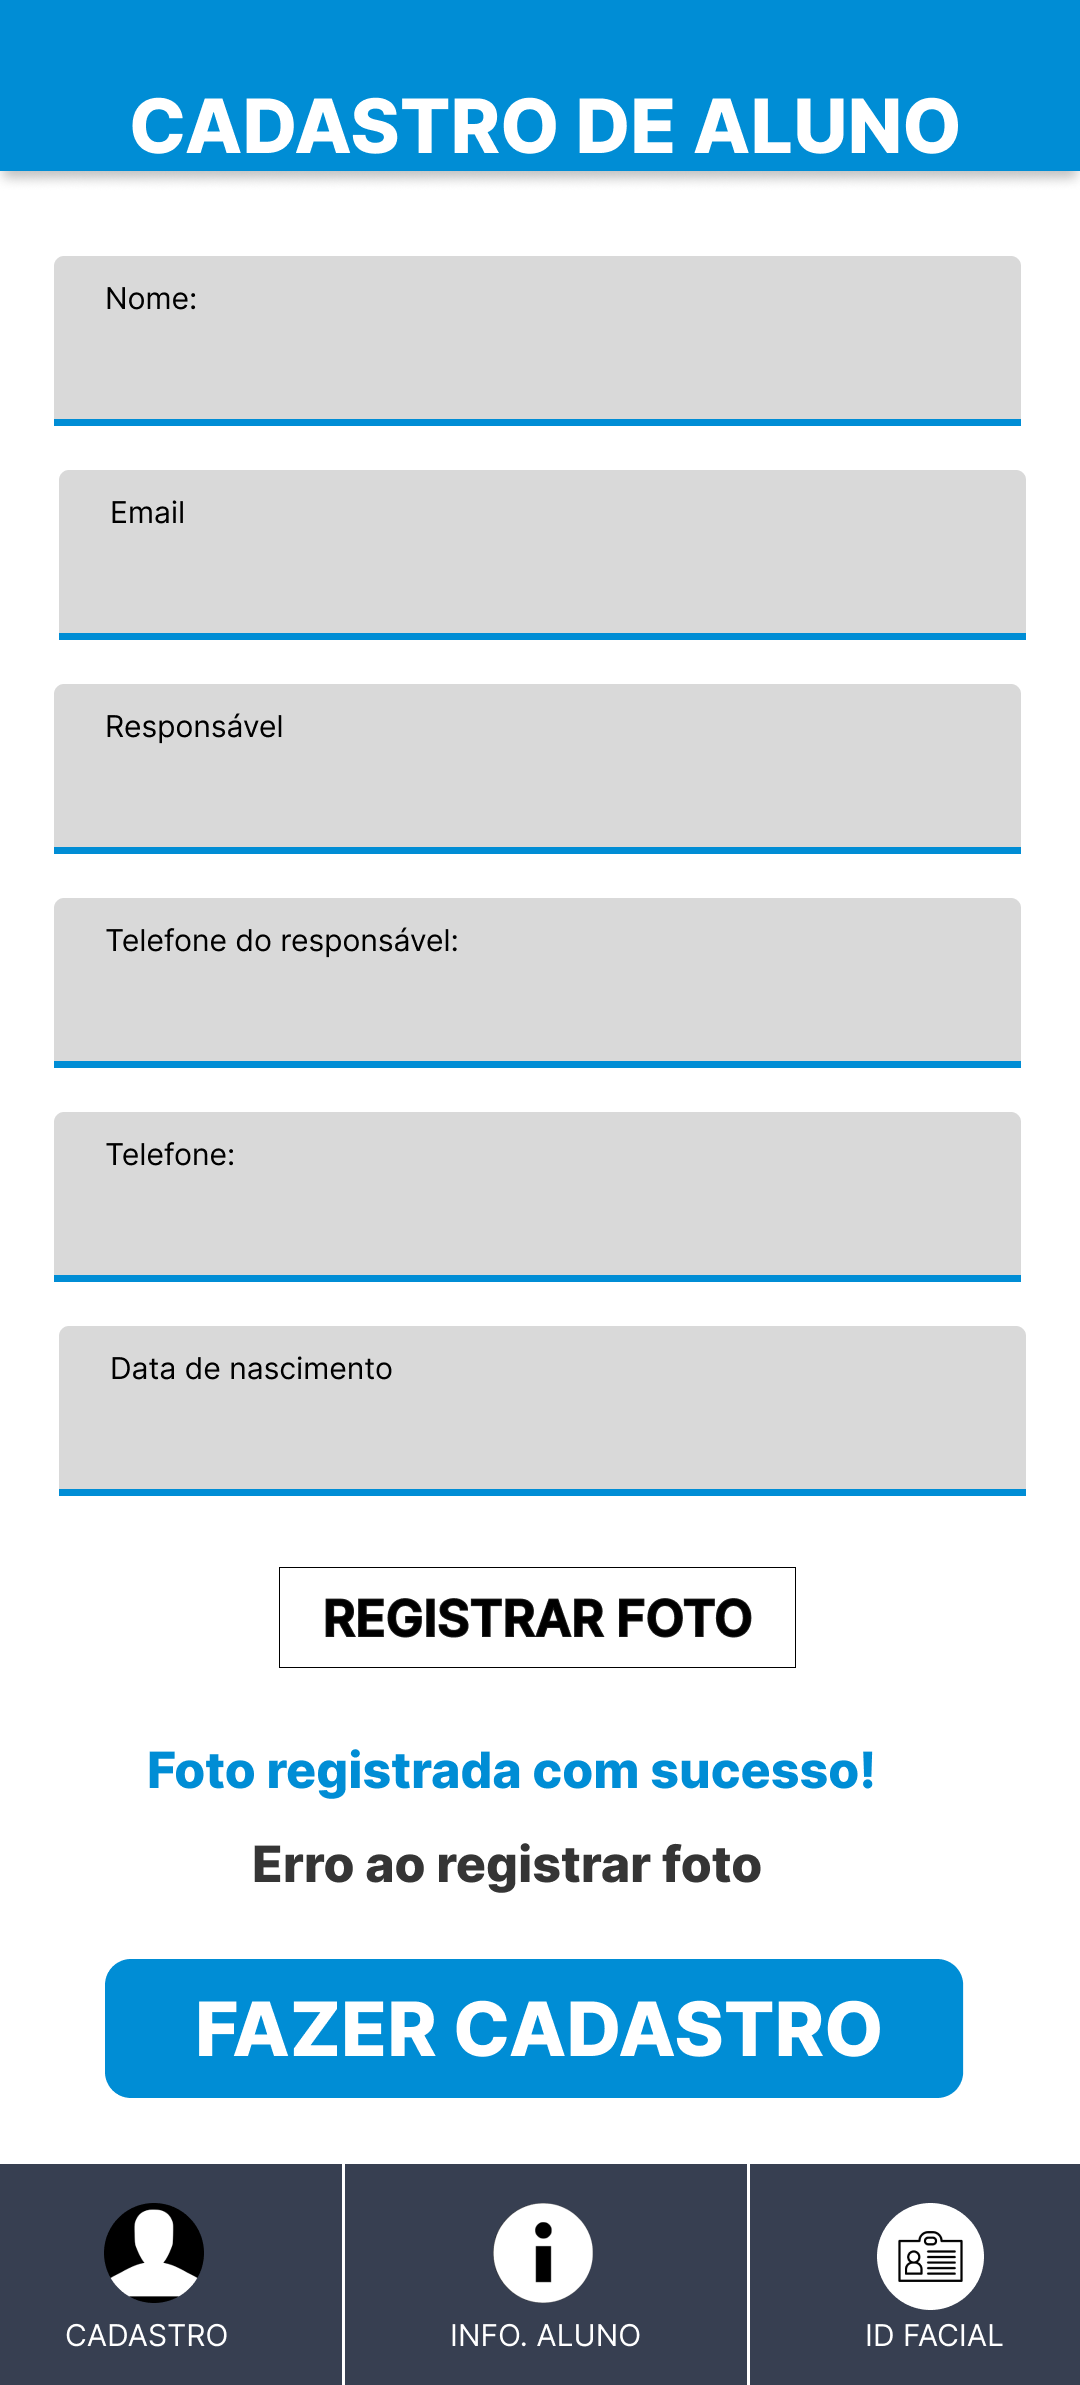 CADASTRO DE ALUNO
Nome:
Email
Responsável
Telefone do responsável:
Telefone:
Data de nascimento
REGISTRAR FOTO
Foto registrada com sucesso!
Erro ao registrar foto
FAZER CADASTRO
CADASTRO
INFO. ALUNO
ID FACIAL